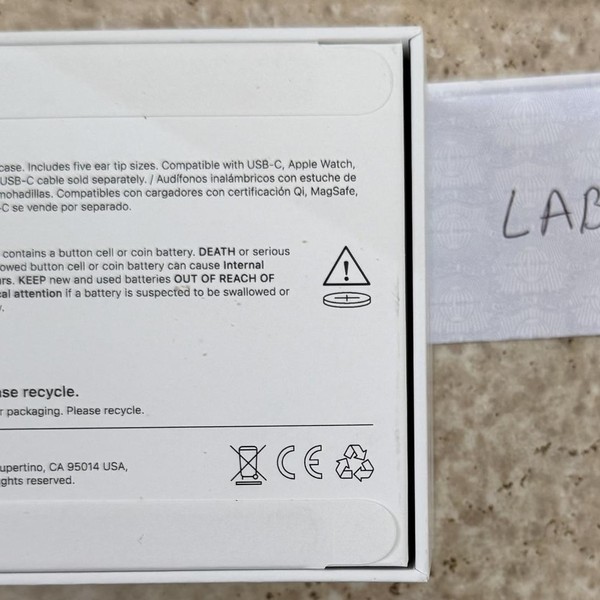 case. Includes five ear tip sizes. Compatible with USB-C, Apple Watch,
USB-C cable sold separately. / Audífonos inalámbricos con estuche de
mohadillas. Compatibles con cargadores con certificación Qi, MagSafe,
-C se vende por separado.
contains a button cell or coin battery. DEATH or serious
owed button cell or coin battery can cause Internal
rs. KEEP new and used batteries OUT OF REACH OF
al attention if a battery is suspected to be swallowed or
se recycle.
r packaging. Please recycle.
upertino, CA 95014 USA,
ghts reserved.
CE
LAB